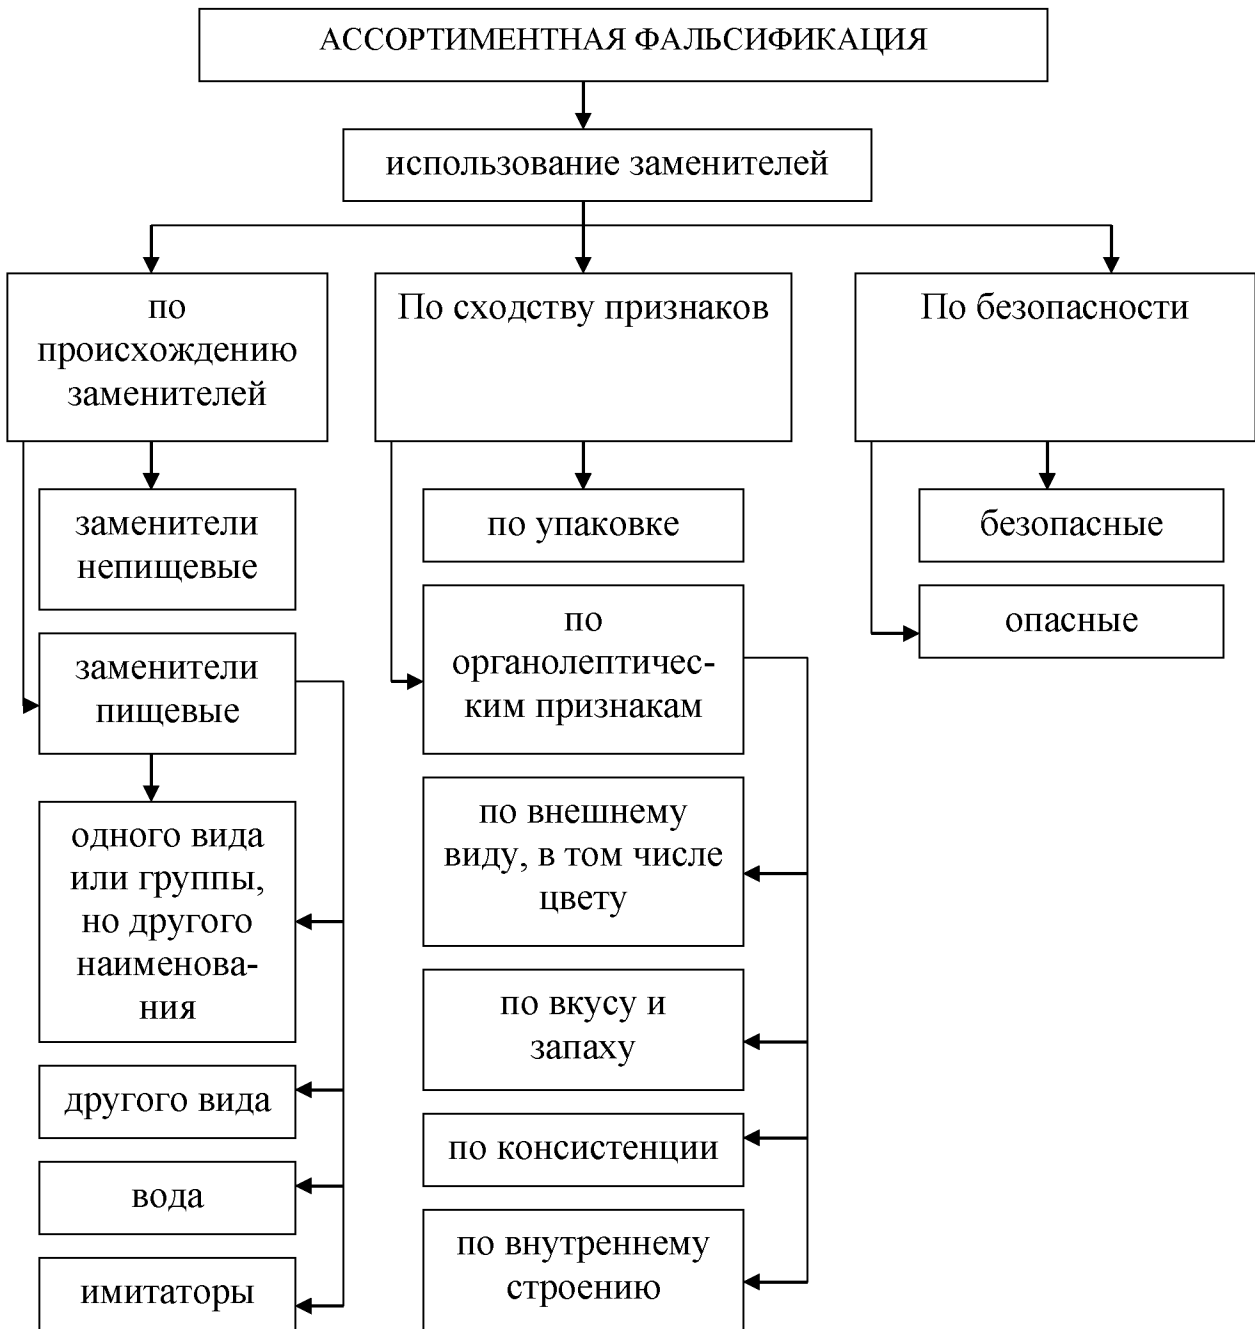 АССОРТИМЕНТНАЯ ФАЛЬСИФИКАЦИЯ
использование заменителей
по
происхождению
заменителей
По сходству признаков
По безопасности
заменители
непищевые
заменители
пищевые
одного вида
или группы,
но другого
наименова-
ния
другого вида
вода
имитаторы
по упаковке
по
органолептичес-
ким признакам
по внешнему
виду, в том числе
цвету
по вкусу и
запаху
по консистенции
по внутреннему
строению
безопасные
опасные